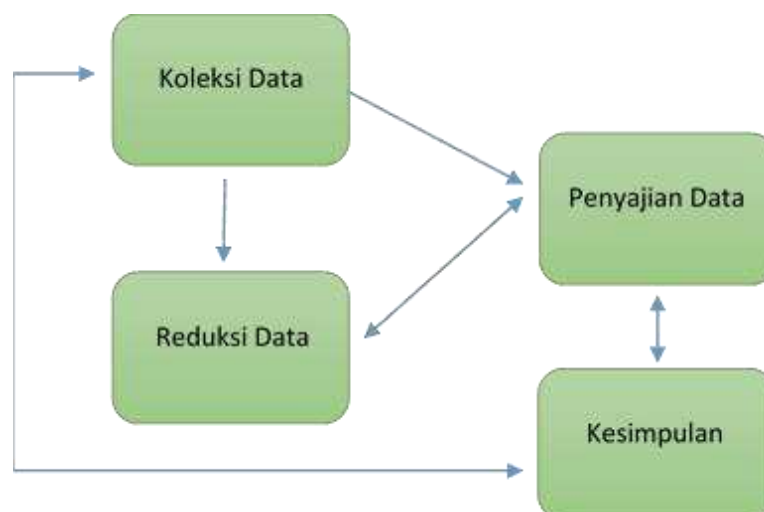 Koleksi Data
Penyajian Data
Reduksi Data
Kesimpulan